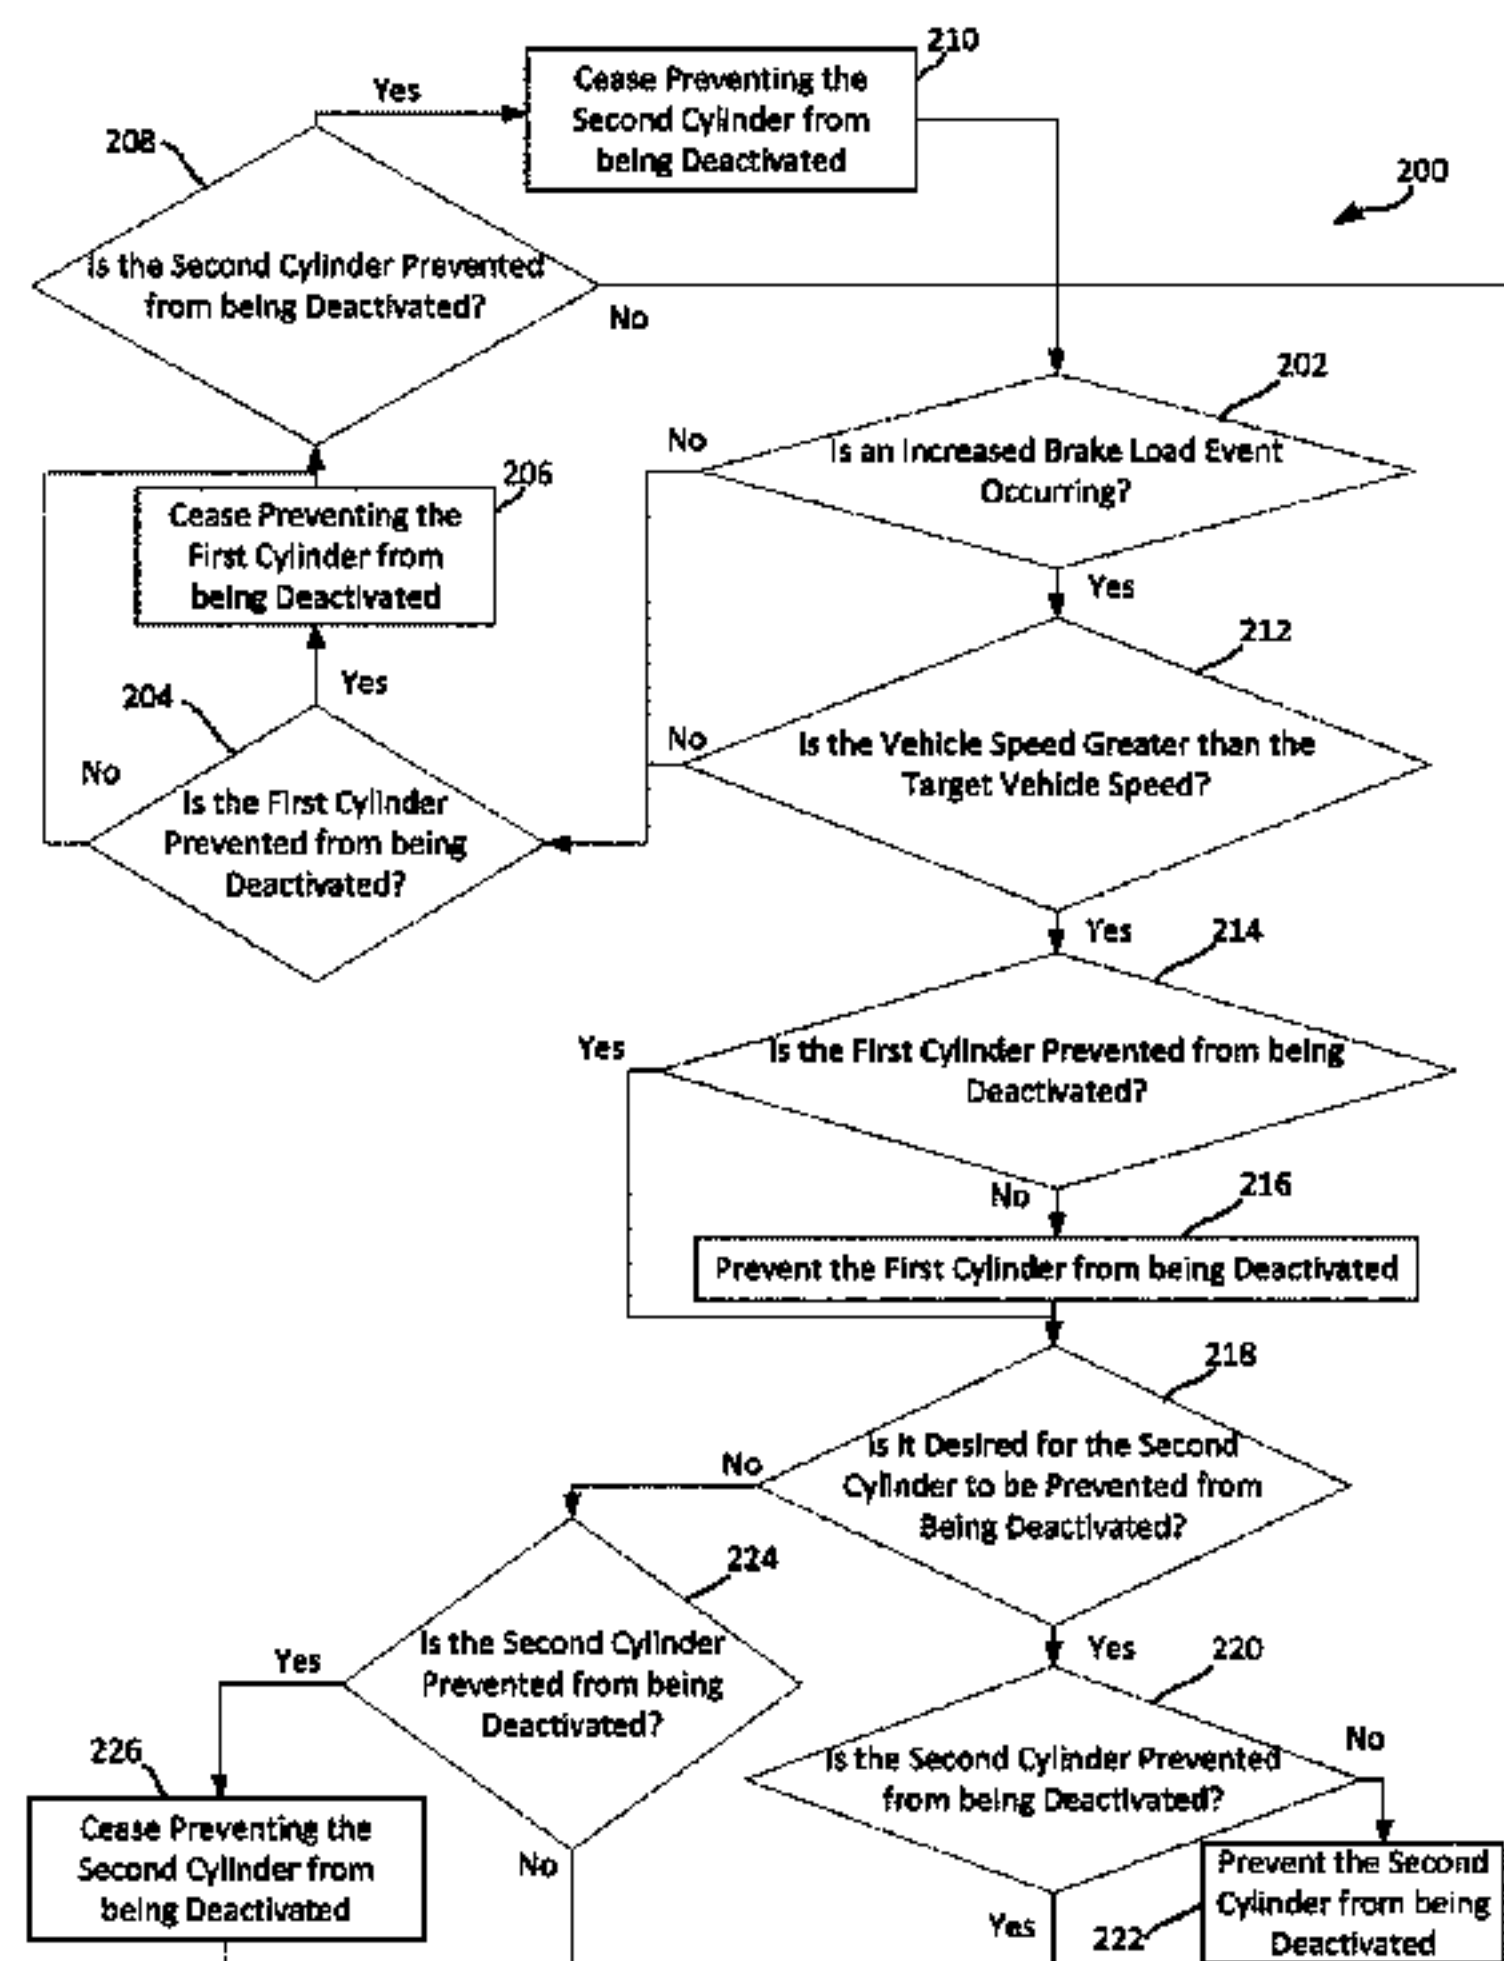 210
Yes
Cease Preventing the
Second Cylinder from
being Deactivated
208
200
Is the Second Cylinder Prevented
from being Deactivated?
No
202
No
Is an Increased Brake Load Event
Occurring?
206
Cease Preventing the
First Cylinder from
being Deactivated
Yes
212
Yes
204
No
Is the Vehicle Speed Greater than the
Target Vehicle Speed?
No
Is the First Cylinder
Prevented from being
Deactivated?
Yes
214
Yes
Is the First Cylinder Prevented from being
Deactivated?
No
216
Prevent the First Cylinder from being Deactivated
218
No
Is it Desired for the Second
Cylinder to be Prevented from
Being Deactivated?
224
Yes
Is the Second Cylinder
Prevented from being
Deactivated?
Yes
220
226
No
Is the Second Cylinder Prevented
from being Deactivated?
Cease Preventing the
Second Cylinder from
being Deactivated
No
Prevent the Second
Cylinder from being
Deactivated
Yes
222